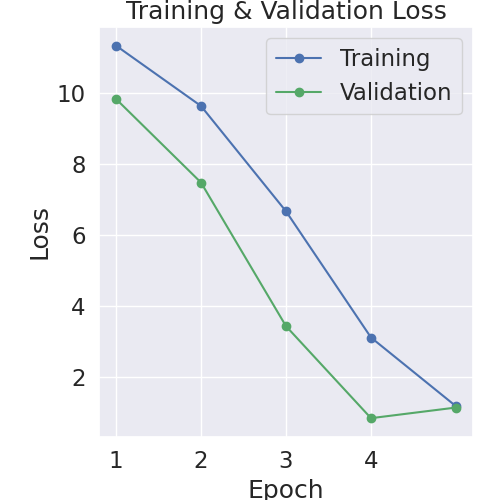 Training & Validation Loss
Training
Validation
Loss
10
8
6
4
2
1 2 3 4
Epoch